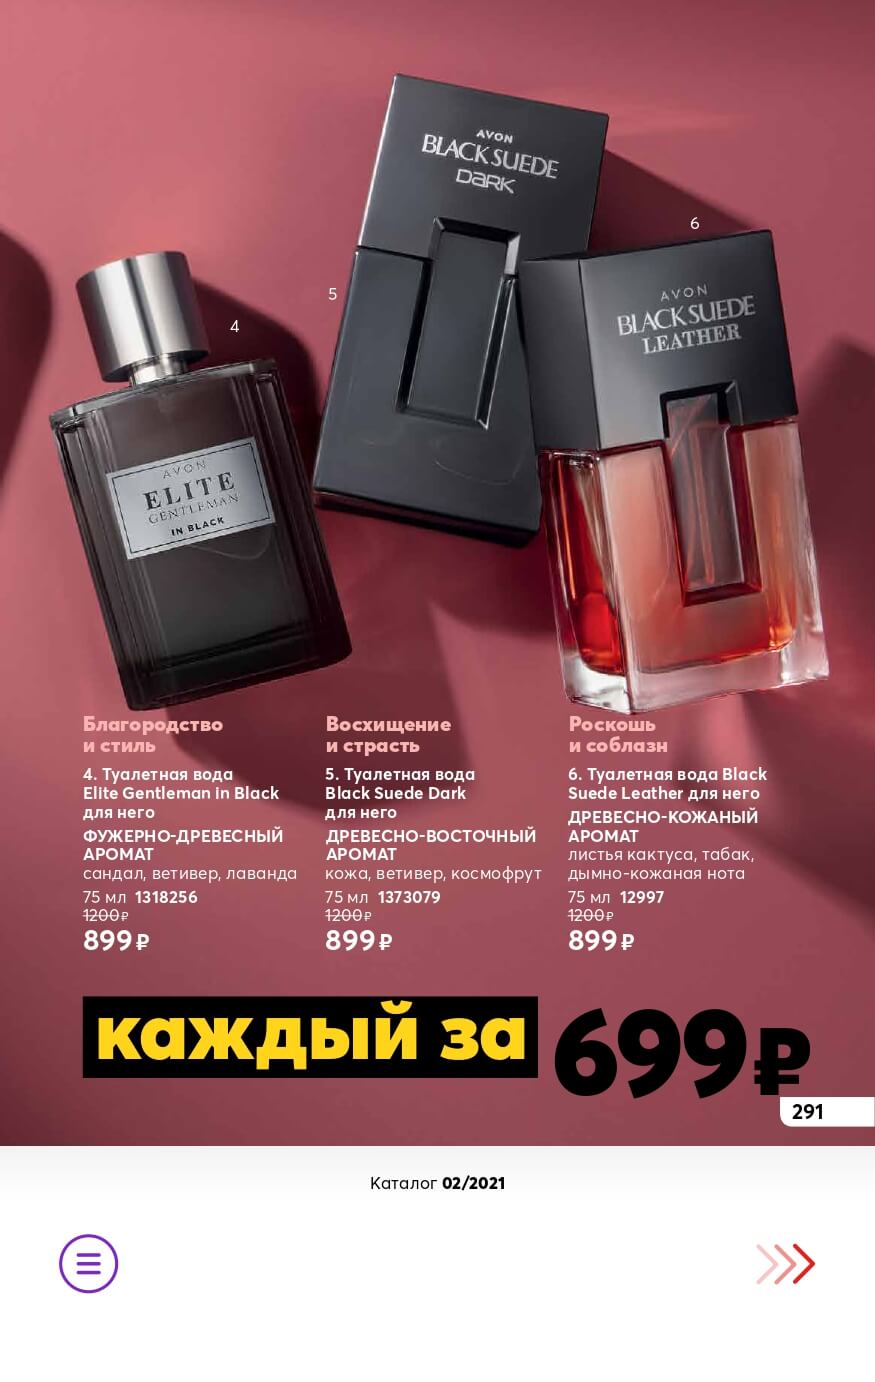 AVON
BLACK SUEDE
DARK
6
AVON
BLACK SUEDE
LEATHER
5
4
AVON
ELITE
GENTLEMAN
IN BLACK
Благородство
и стиль
4. Туалетная вода
Elite Gentleman in Black
для него
ФУЖЕРНО-ДРЕВЕСНЫЙ
АРОМАТ
сандал, ветивер, лаванда
75 мл 1318256
1200 ₽
899 ₽
Восхищение
и страсть
5. Туалетная вода
Black Suede Dark
для него
ДРЕВЕСНО-ВОСТОЧНЫЙ
АРОМАТ
кожа, ветивер, космофрут
75 мл 1373079
1200 ₽
899 ₽
Роскошь
и соблазн
6. Туалетная вода Black
Suede Leather для него
ДРЕВЕСНО-КОЖАНЫЙ
АРОМАТ
листья кактуса, табак,
дымно-кожаная нота
75 мл 12997
1200 ₽
899 ₽
каждый за 699 ₽
291
Каталог 02/2021